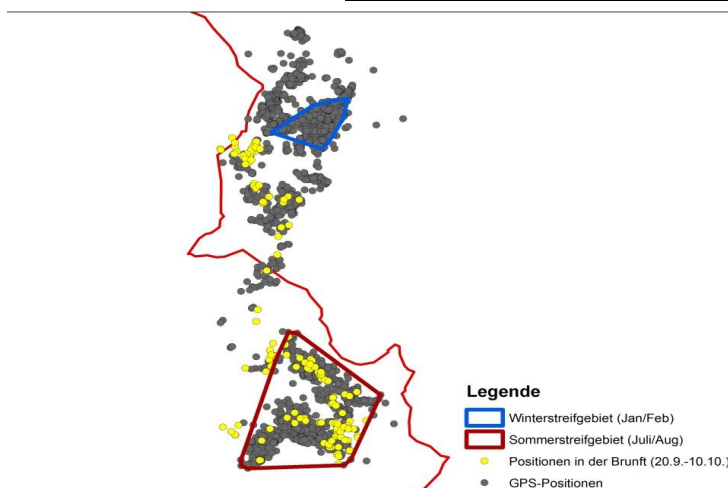 Legende
Winterstreifgebiet (Jan/Feb)
Sommerstreifgebiet (Juli/Aug)
Positionen in der Brunft (20.9.-10.10.)
GPS-Positionen